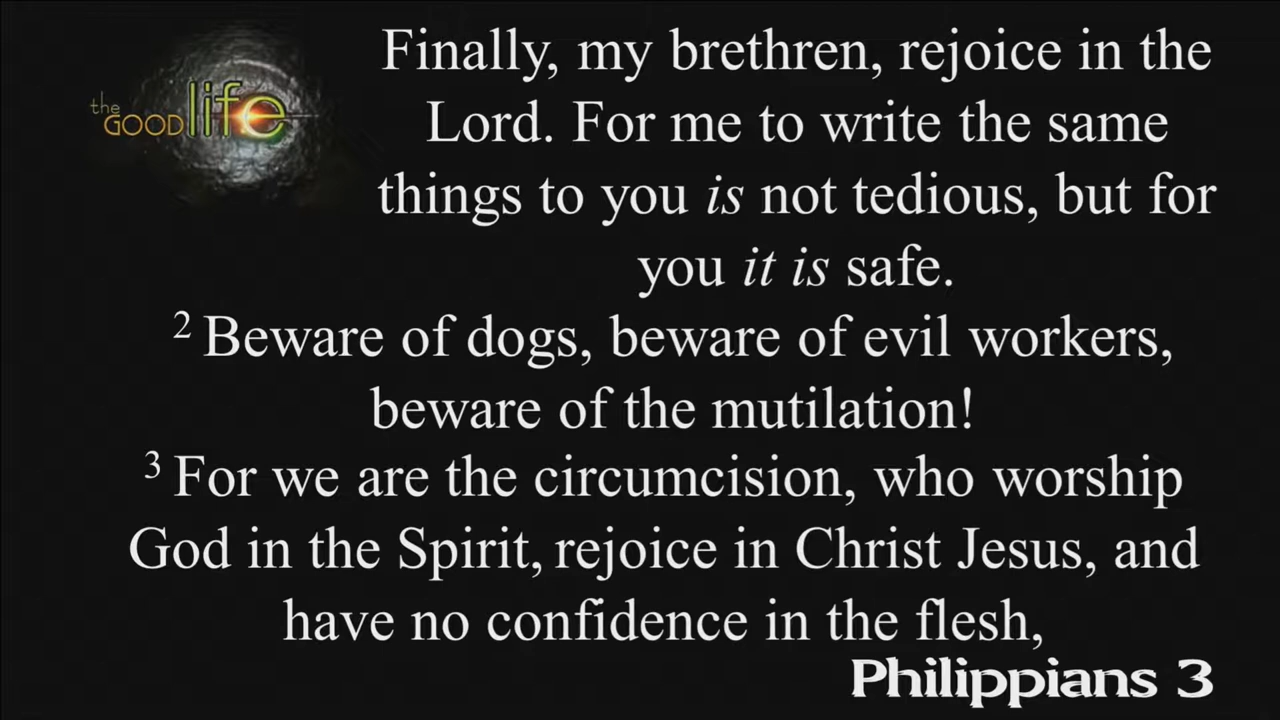 the
GOOD life
Finally, my brethren, rejoice in the
Lord. For me to write the same
things to you is not tedious, but for
you it is safe.
2 Beware of dogs, beware of evil workers,
beware of the mutilation!
3 For we are the circumcision, who worship
God in the Spirit, rejoice in Christ Jesus, and
have no confidence in the flesh,
Philippians 3